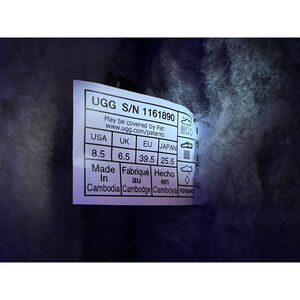 UGG S/N 1161890
May be covered by Pat:
www.ugg.com/patents
USA UK EU JAPAN
8.5 6.5 39.5 25.5
Made Fabriqué Hecho
in au en
Cambodia Cambodge Camboya